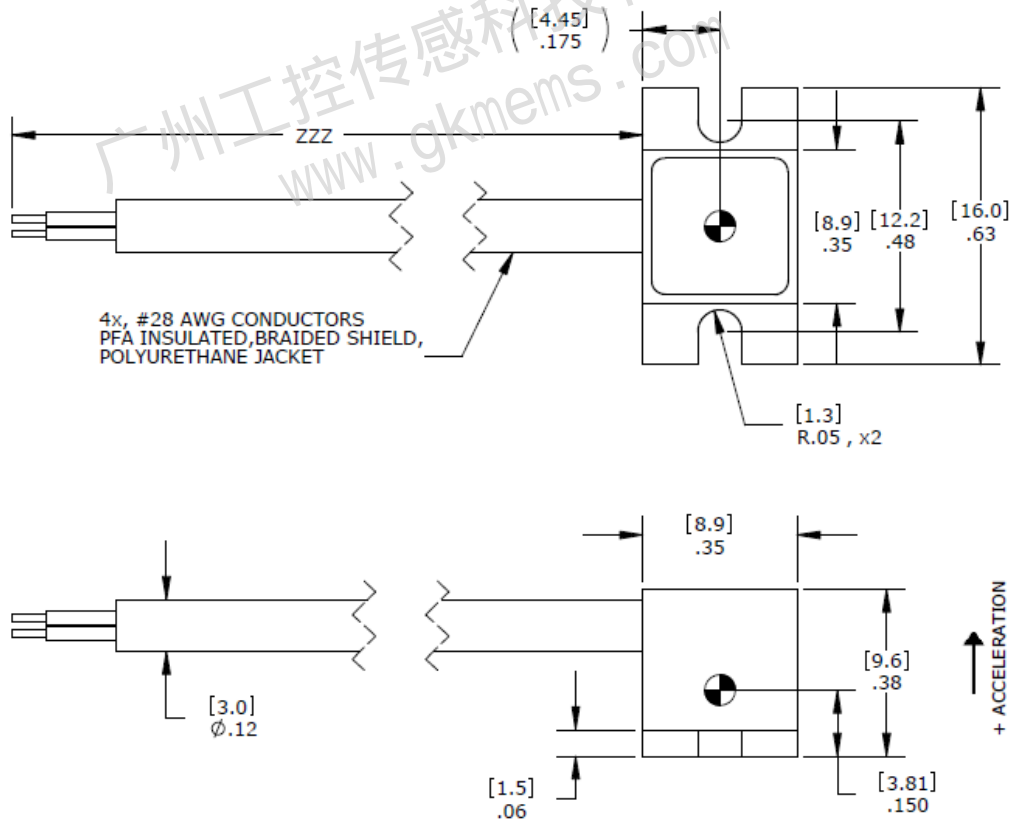 [4.45]
.175
广州工控传感科技
www.gkmems.com
ZZZ
[8.9]
.35
[12.2]
.48
[16.0]
.63
4x, #28 AWG CONDUCTORS
PFA INSULATED,BRAIDED SHIELD,
POLYURETHANE JACKET
[1.3]
R.05 , x2
[8.9]
.35
[9.6]
.38
+ ACCELERATION
[3.0]
Ø.12
[1.5]
.06
[3.81]
.150